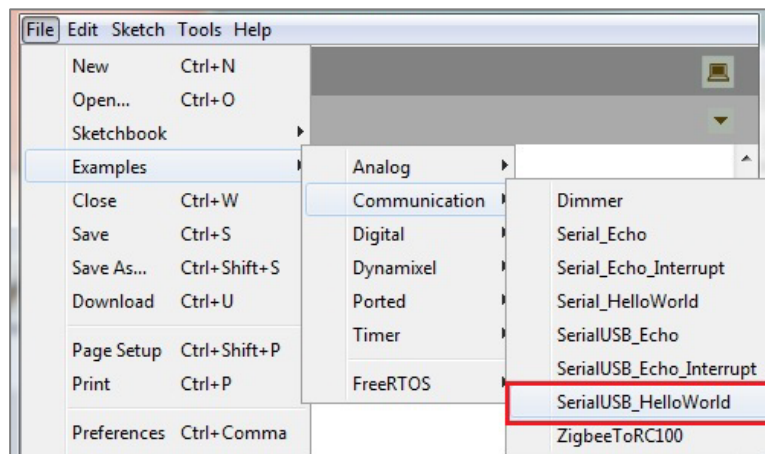 File Edit Sketch Tools Help
New Ctrl+N
Open... Ctrl+O
Sketchbook
Examples
Close Ctrl+W
Save Ctrl+S
Save As... Ctrl+Shift+S
Download Ctrl+U
Page Setup Ctrl+Shift+P
Print Ctrl+P
Preferences Ctrl+Comma
Analog
Communication
Digital
Dynamixel
Ported
Timer
FreeRTOS
Dimmer
Serial_Echo
Serial_Echo_Interrupt
Serial_HelloWorld
SerialUSB_Echo
SerialUSB_Echo_Interrupt
SerialUSB_HelloWorld
ZigbeeToRC100